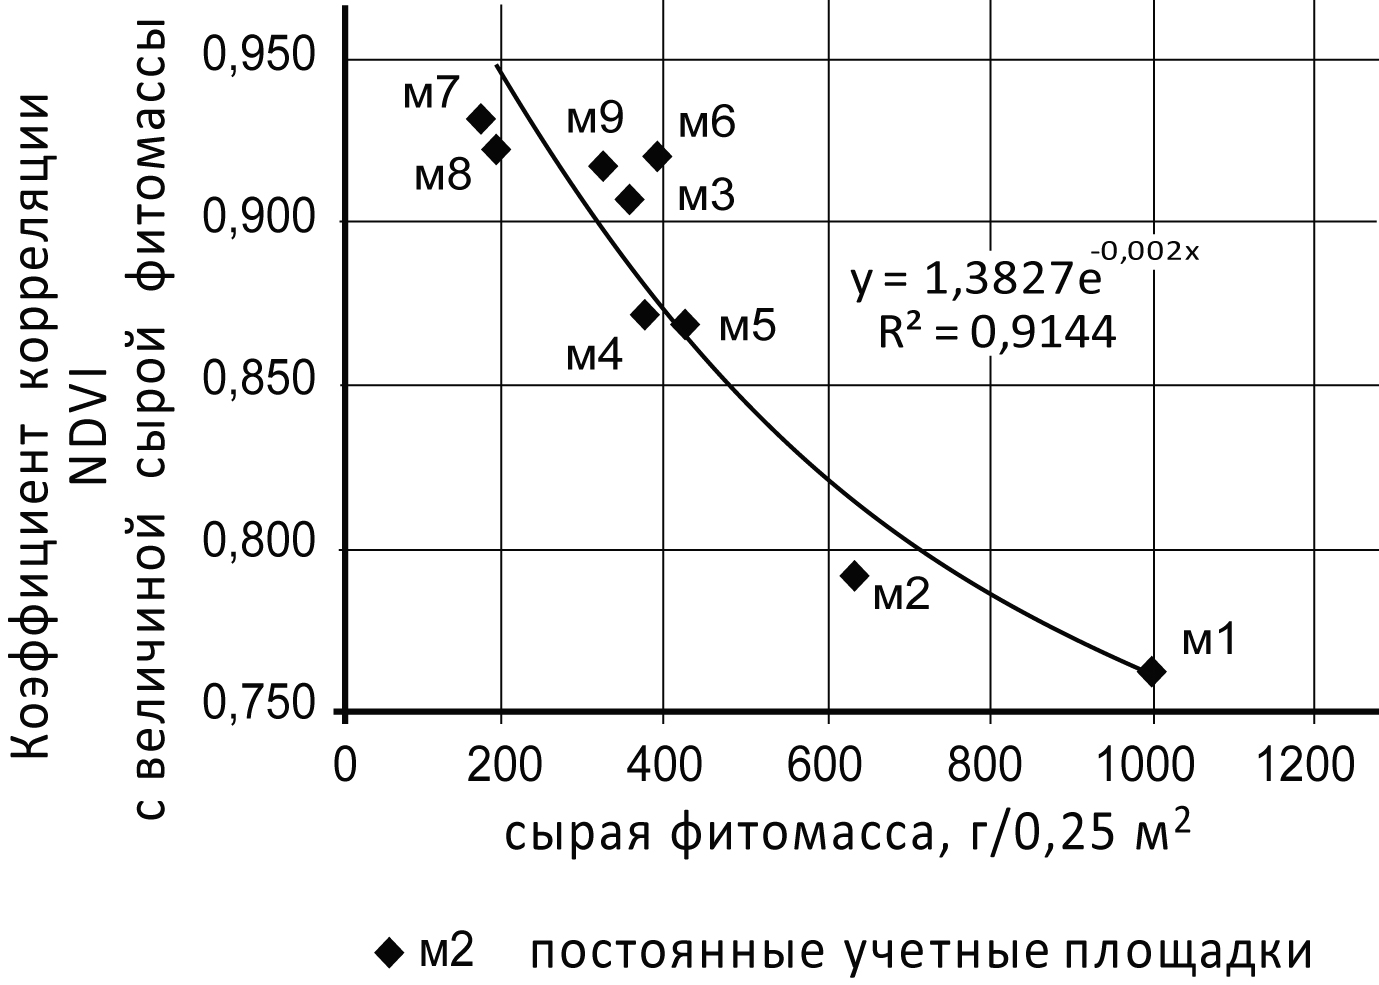 Коэффициент корреляции
NDVI
с величиной сырой фитомассы
0,950
0,900
0,850
0,800
0,750
м7
м8
м9
м6
м3
м4
м5
м2
м1
y = 1,3827e-0,002x
R² = 0,9144
0 200 400 600 800 1000 1200
сырая фитомасса, г/0,25 м²
м2 постоянные учетные площадки